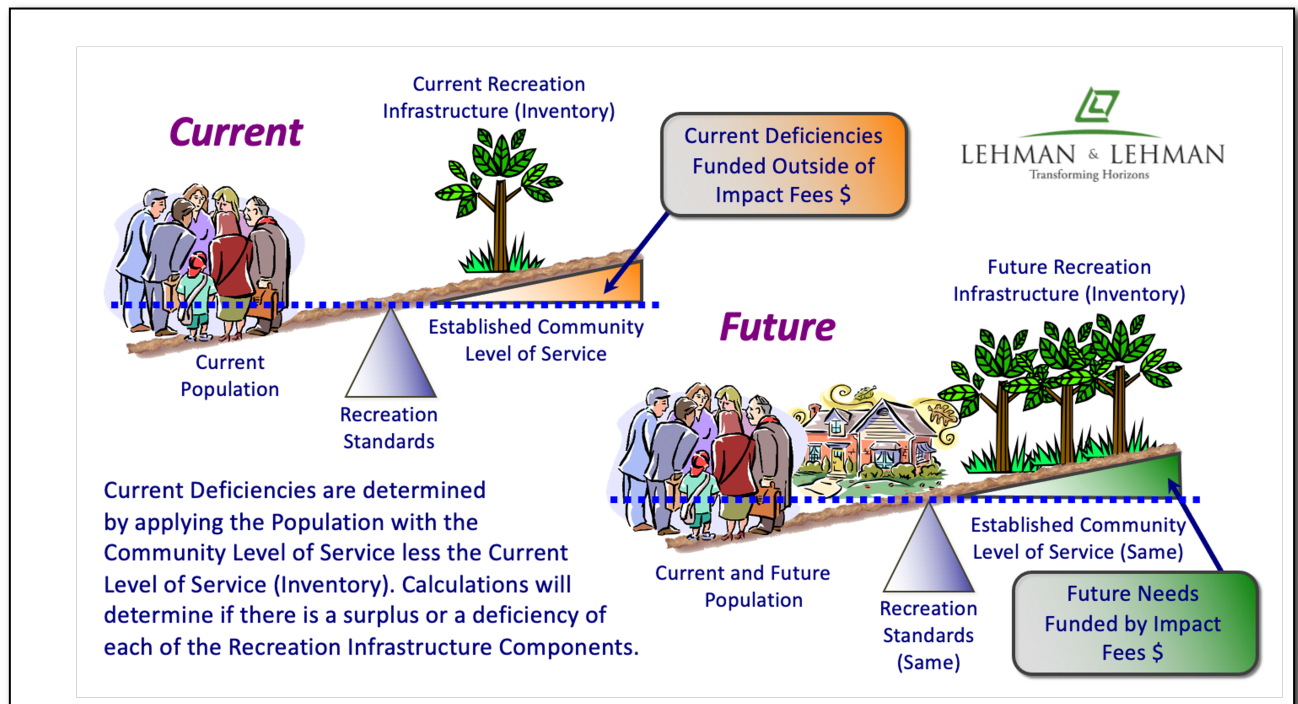 Current Recreation
Infrastructure (Inventory)
Current
Current Deficiencies
Funded Outside of
Impact Fees $
LEHMAN & LEHMAN
Transforming Horizons
Established Community
Level of Service
Current
Population
Recreation
Standards
Future Recreation
Infrastructure (Inventory)
Future
Established Community
Level of Service (Same)
Current and Future
Population
Recreation
Standards
(Same)
Future Needs
Funded by Impact
Fees $
Current Deficiencies are determined
by applying the Population with the
Community Level of Service less the Current
Level of Service (Inventory). Calculations will
determine if there is a surplus or a deficiency of
each of the Recreation Infrastructure Components.